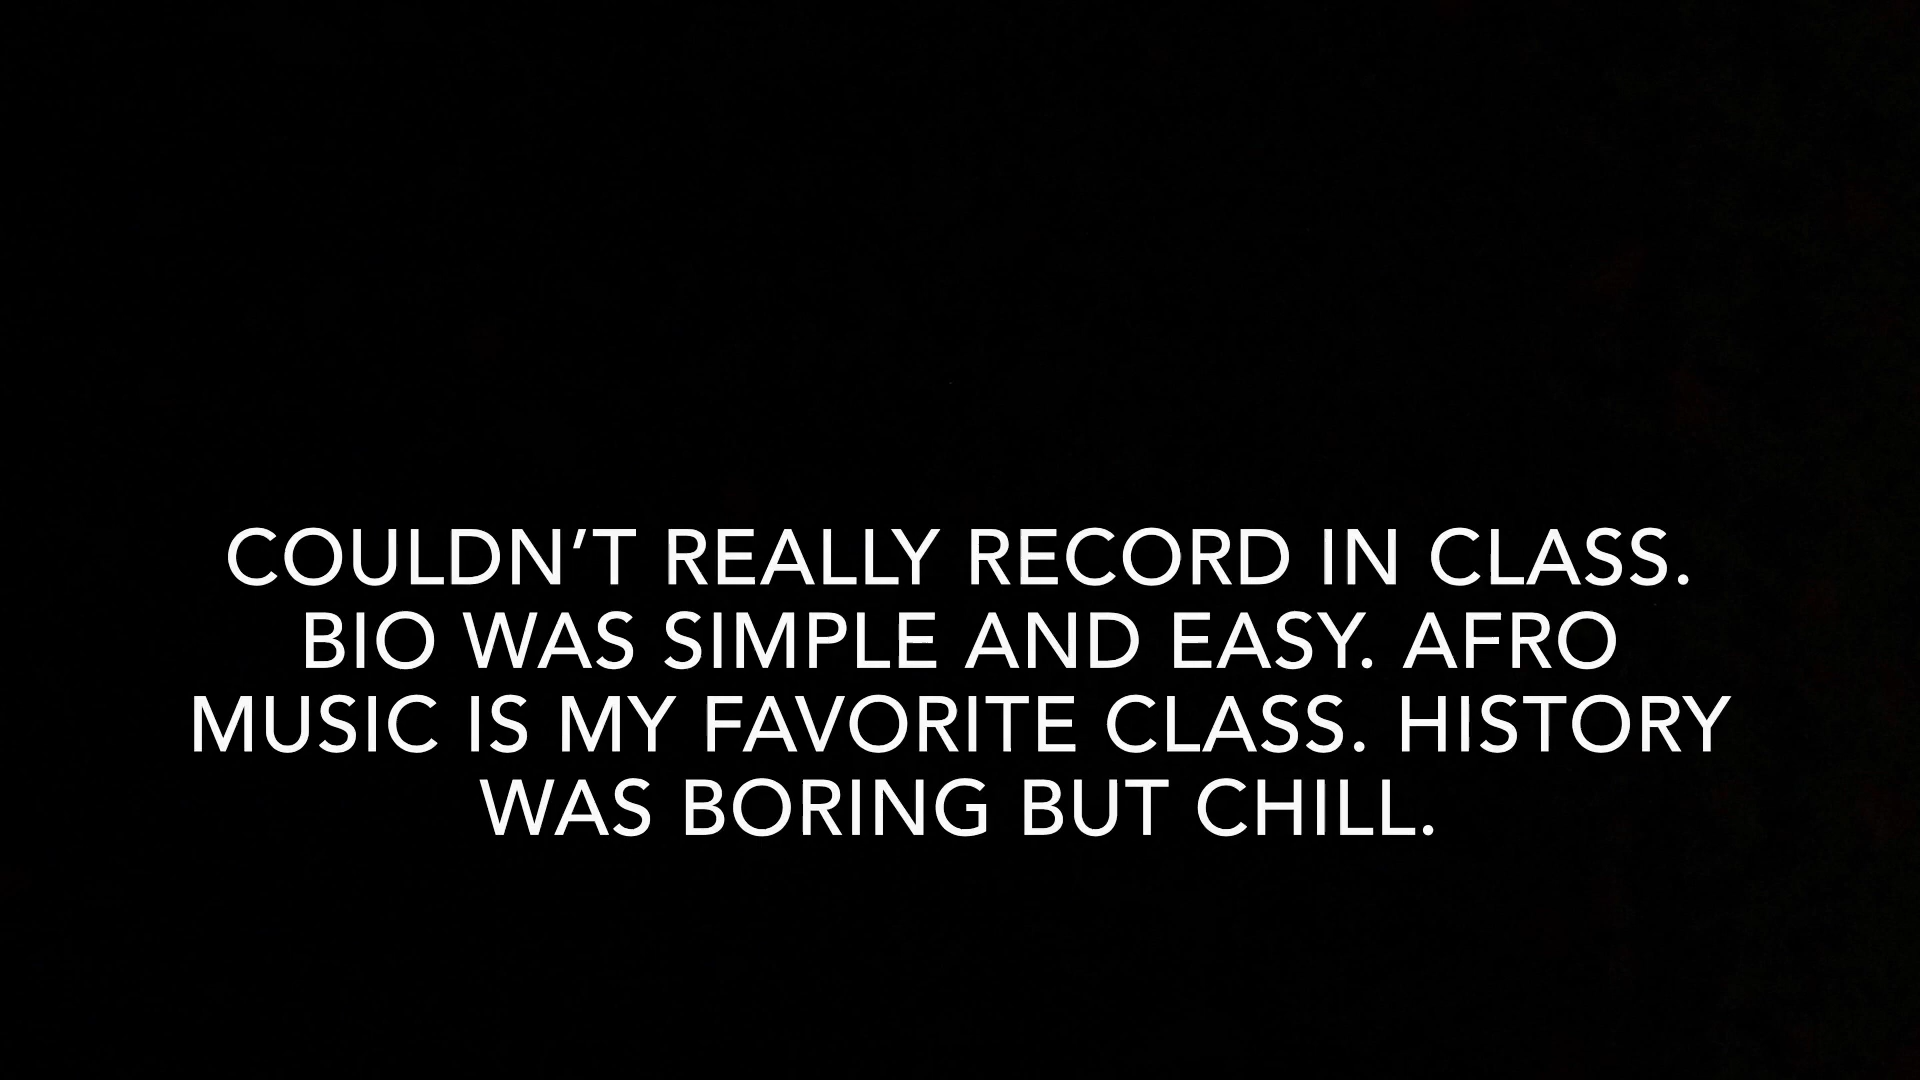 COULDN’T REALLY RECORD IN CLASS.
BIO WAS SIMPLE AND EASY. AFRO
MUSIC IS MY FAVORITE CLASS. HISTORY
WAS BORING BUT CHILL.